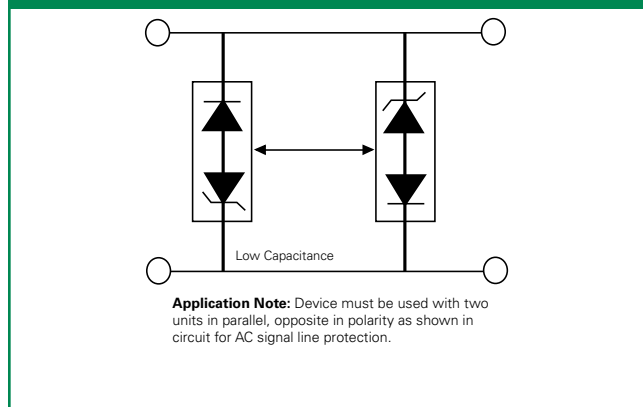 Low Capacitance
Application Note: Device must be used with two
units in parallel, opposite in polarity as shown in
circuit for AC signal line protection.